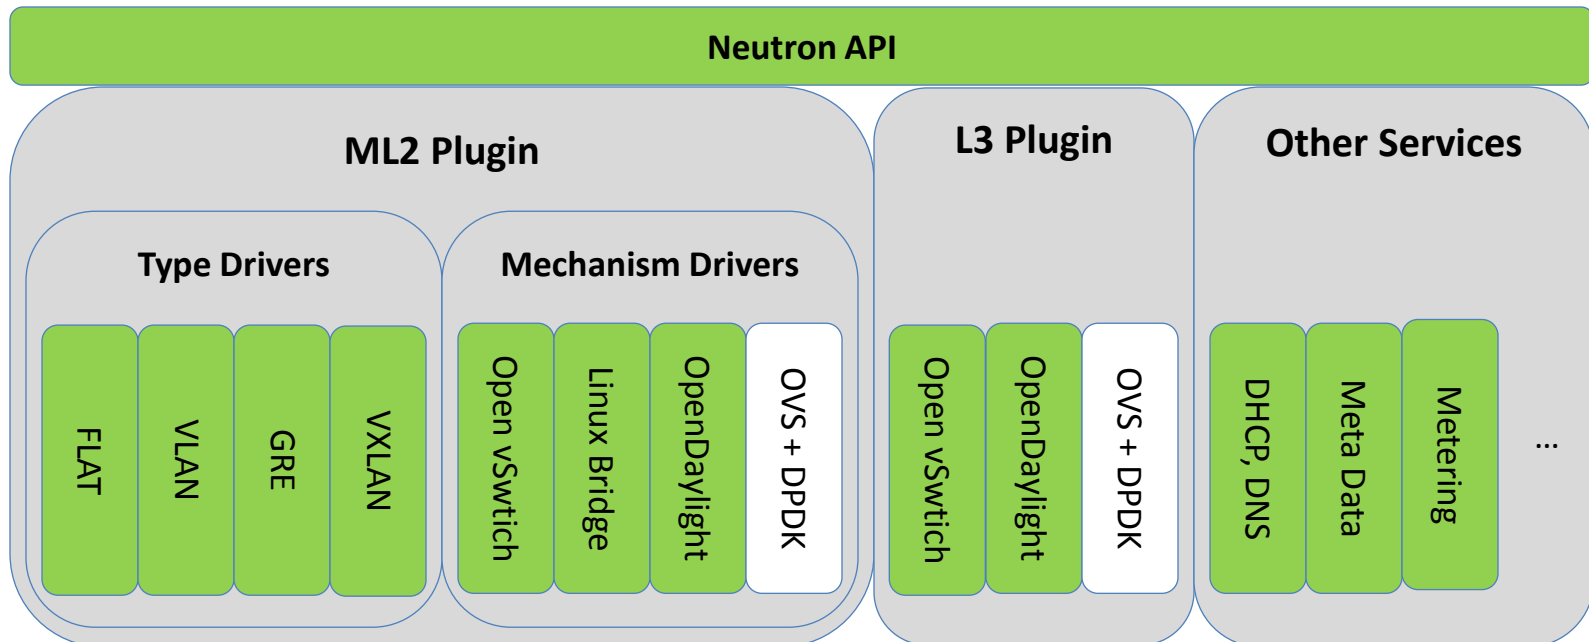 Neutron API
ML2 Plugin
Type Drivers
FLAT
VLAN
GRE
VXLAN
Mechanism Drivers
Open vSwtich
Linux Bridge
OpenDaylight
OVS + DPDK
L3 Plugin
Open vSwtich
OpenDaylight
OVS + DPDK
Other Services
DHCP, DNS
Meta Data
Metering
...